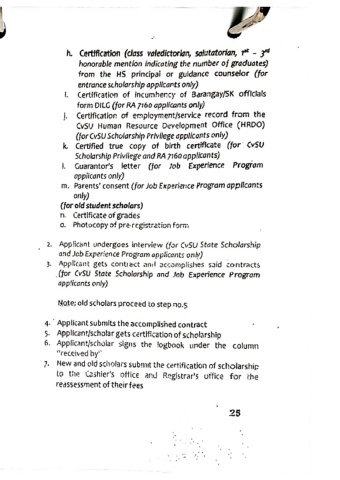 h. Certification (class valedictorian, salutatorian, 1st – 3rd
honorable mention indicating the number of graduates)
from the HS principal or guidance counselor (for
entrance scholarship applicants only)
i. Certification of incumbency of Barangay/SK officials
form DILG (for RA 7160 applicants only)
j. Certification of employment/service record from the
CvSU Human Resource Development Office (HRDO)
(for CvSU Scholarship Privilege applicants only)
k. Certified true copy of birth certificate (for CvSU
Scholarship Privilege and RA 7160 applicants)
l. Guarantor's letter (for Job Experience Program
applicants only)
m. Parents' consent (for Job Experience Program applicants
only)
(for old student scholars)
n. Certificate of grades
o. Photocopy of pre-registration form
2. Applicant undergoes interview (for CvSU State Scholarship
and Job Experience Program applicants only)
3. Applicant gets contract and accomplishes said contracts
(for CvSU State Scholarship and Job Experience Program
applicants only)
Note: old scholars proceed to step no.5
4. Applicant submits the accomplished contract
5. Applicant/scholar gets certification of scholarship
6. Applicant/scholar signs the logbook under the column
"received by"
7. New and old scholars submit the certification of scholarship
to the Cashier's office and Registrar's office for the
reassessment of their fees
25